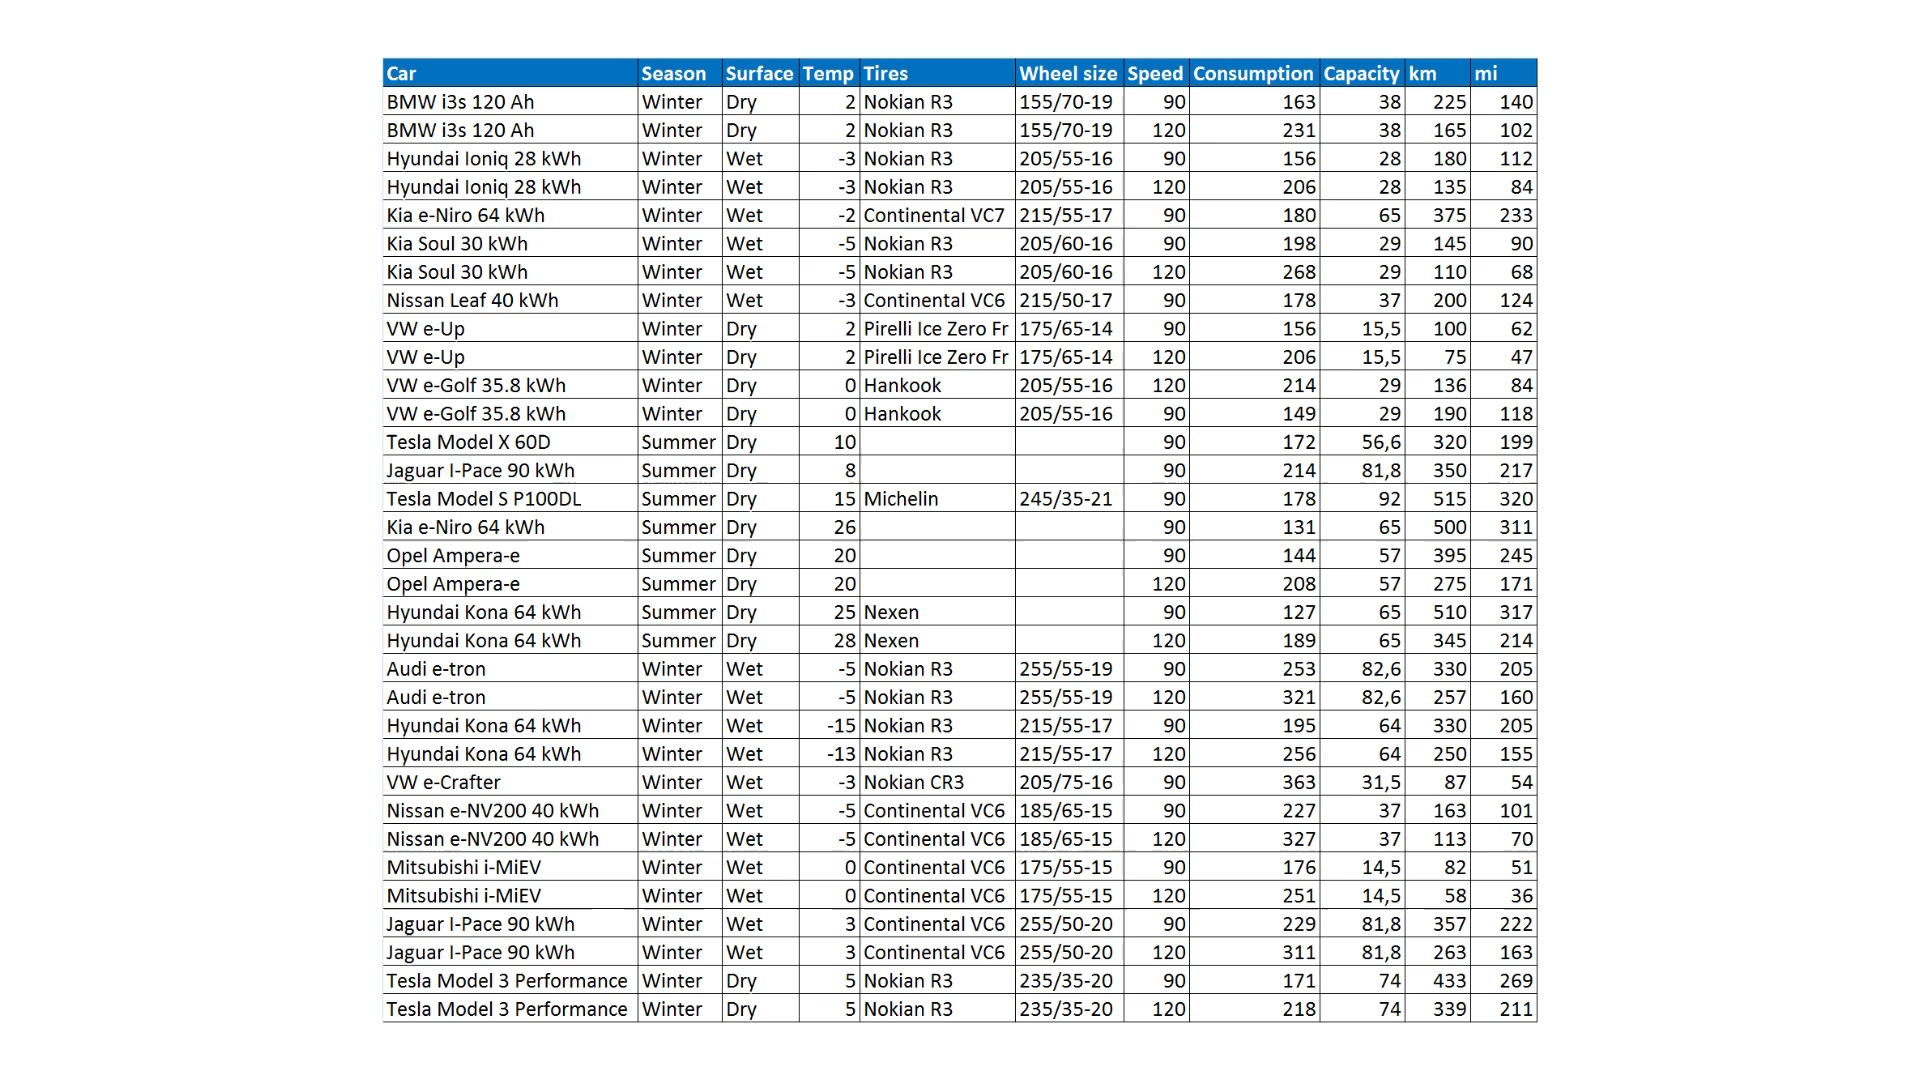 Car Season Surface Temp Tires Wheel size Speed Consumption Capacity km mi
BMW i3s 120 Ah Winter Dry 2 Nokian R3 155/70-19 90 163 38 225 140
BMW i3s 120 Ah Winter Dry 2 Nokian R3 155/70-19 120 231 38 165 102
Hyundai Ioniq 28 kWh Winter Wet -3 Nokian R3 205/55-16 90 156 28 180 112
Hyundai Ioniq 28 kWh Winter Wet -3 Nokian R3 205/55-16 120 206 28 135 84
Kia e-Niro 64 kWh Winter Wet -2 Continental VC7 215/55-17 90 180 65 375 233
Kia Soul 30 kWh Winter Wet -5 Nokian R3 205/60-16 90 198 29 145 90
Kia Soul 30 kWh Winter Wet -5 Nokian R3 205/60-16 120 268 29 110 68
Nissan Leaf 40 kWh Winter Wet -3 Continental VC6 215/50-17 90 178 37 200 124
VW e-Up Winter Dry 2 Pirelli Ice Zero Fr 175/65-14 90 156 15,5 100 62
VW e-Up Winter Dry 2 Pirelli Ice Zero Fr 175/65-14 120 206 15,5 75 47
VW e-Golf 35.8 kWh Winter Dry 0 Hankook 205/55-16 120 214 29 136 84
VW e-Golf 35.8 kWh Winter Dry 0 Hankook 205/55-16 90 149 29 190 118
Tesla Model X 60D Summer Dry 10 90 172 56,6 320 199
Jaguar I-Pace 90 kWh Summer Dry 8 90 214 81,8 350 217
Tesla Model S P100DL Summer Dry 15 Michelin 245/35-21 90 178 92 515 320
Kia e-Niro 64 kWh Summer Dry 26 90 131 65 500 311
Opel Ampera-e Summer Dry 20 90 144 57 395 245
Opel Ampera-e Summer Dry 20 120 208 57 275 171
Hyundai Kona 64 kWh Summer Dry 25 Nexen 90 127 65 510 317
Hyundai Kona 64 kWh Summer Dry 28 Nexen 120 189 65 345 214
Audi e-tron Winter Wet -5 Nokian R3 255/55-19 90 253 82,6 330 205
Audi e-tron Winter Wet -5 Nokian R3 255/55-19 120 321 82,6 257 160
Hyundai Kona 64 kWh Winter Wet -15 Nokian R3 215/55-17 90 195 64 330 205
Hyundai Kona 64 kWh Winter Wet -13 Nokian R3 215/55-17 120 256 64 250 155
VW e-Crafter Winter Wet -3 Nokian CR3 205/75-16 90 363 31,5 87 54
Nissan e-NV200 40 kWh Winter Wet -5 Continental VC6 185/65-15 90 227 37 163 101
Nissan e-NV200 40 kWh Winter Wet -5 Continental VC6 185/65-15 120 327 37 113 70
Mitsubishi i-MiEV Winter Wet 0 Continental VC6 175/55-15 90 176 14,5 82 51
Mitsubishi i-MiEV Winter Wet 0 Continental VC6 175/55-15 120 251 14,5 58 36
Jaguar I-Pace 90 kWh Winter Wet 3 Continental VC6 255/50-20 90 229 81,8 357 222
Jaguar I-Pace 90 kWh Winter Wet 3 Continental VC6 255/50-20 120 311 81,8 263 163
Tesla Model 3 Performance Winter Dry 5 Nokian R3 235/35-20 90 171 74 433 269
Tesla Model 3 Performance Winter Dry 5 Nokian R3 235/35-20 120 218 74 339 211